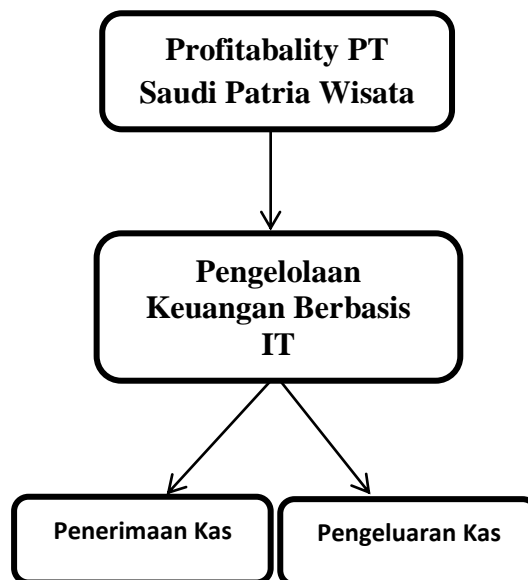 Profitabality PT
Saudi Patria Wisata
Pengelolaan
Keuangan Berbasis
IT
Penerimaan Kas
Pengeluaran Kas